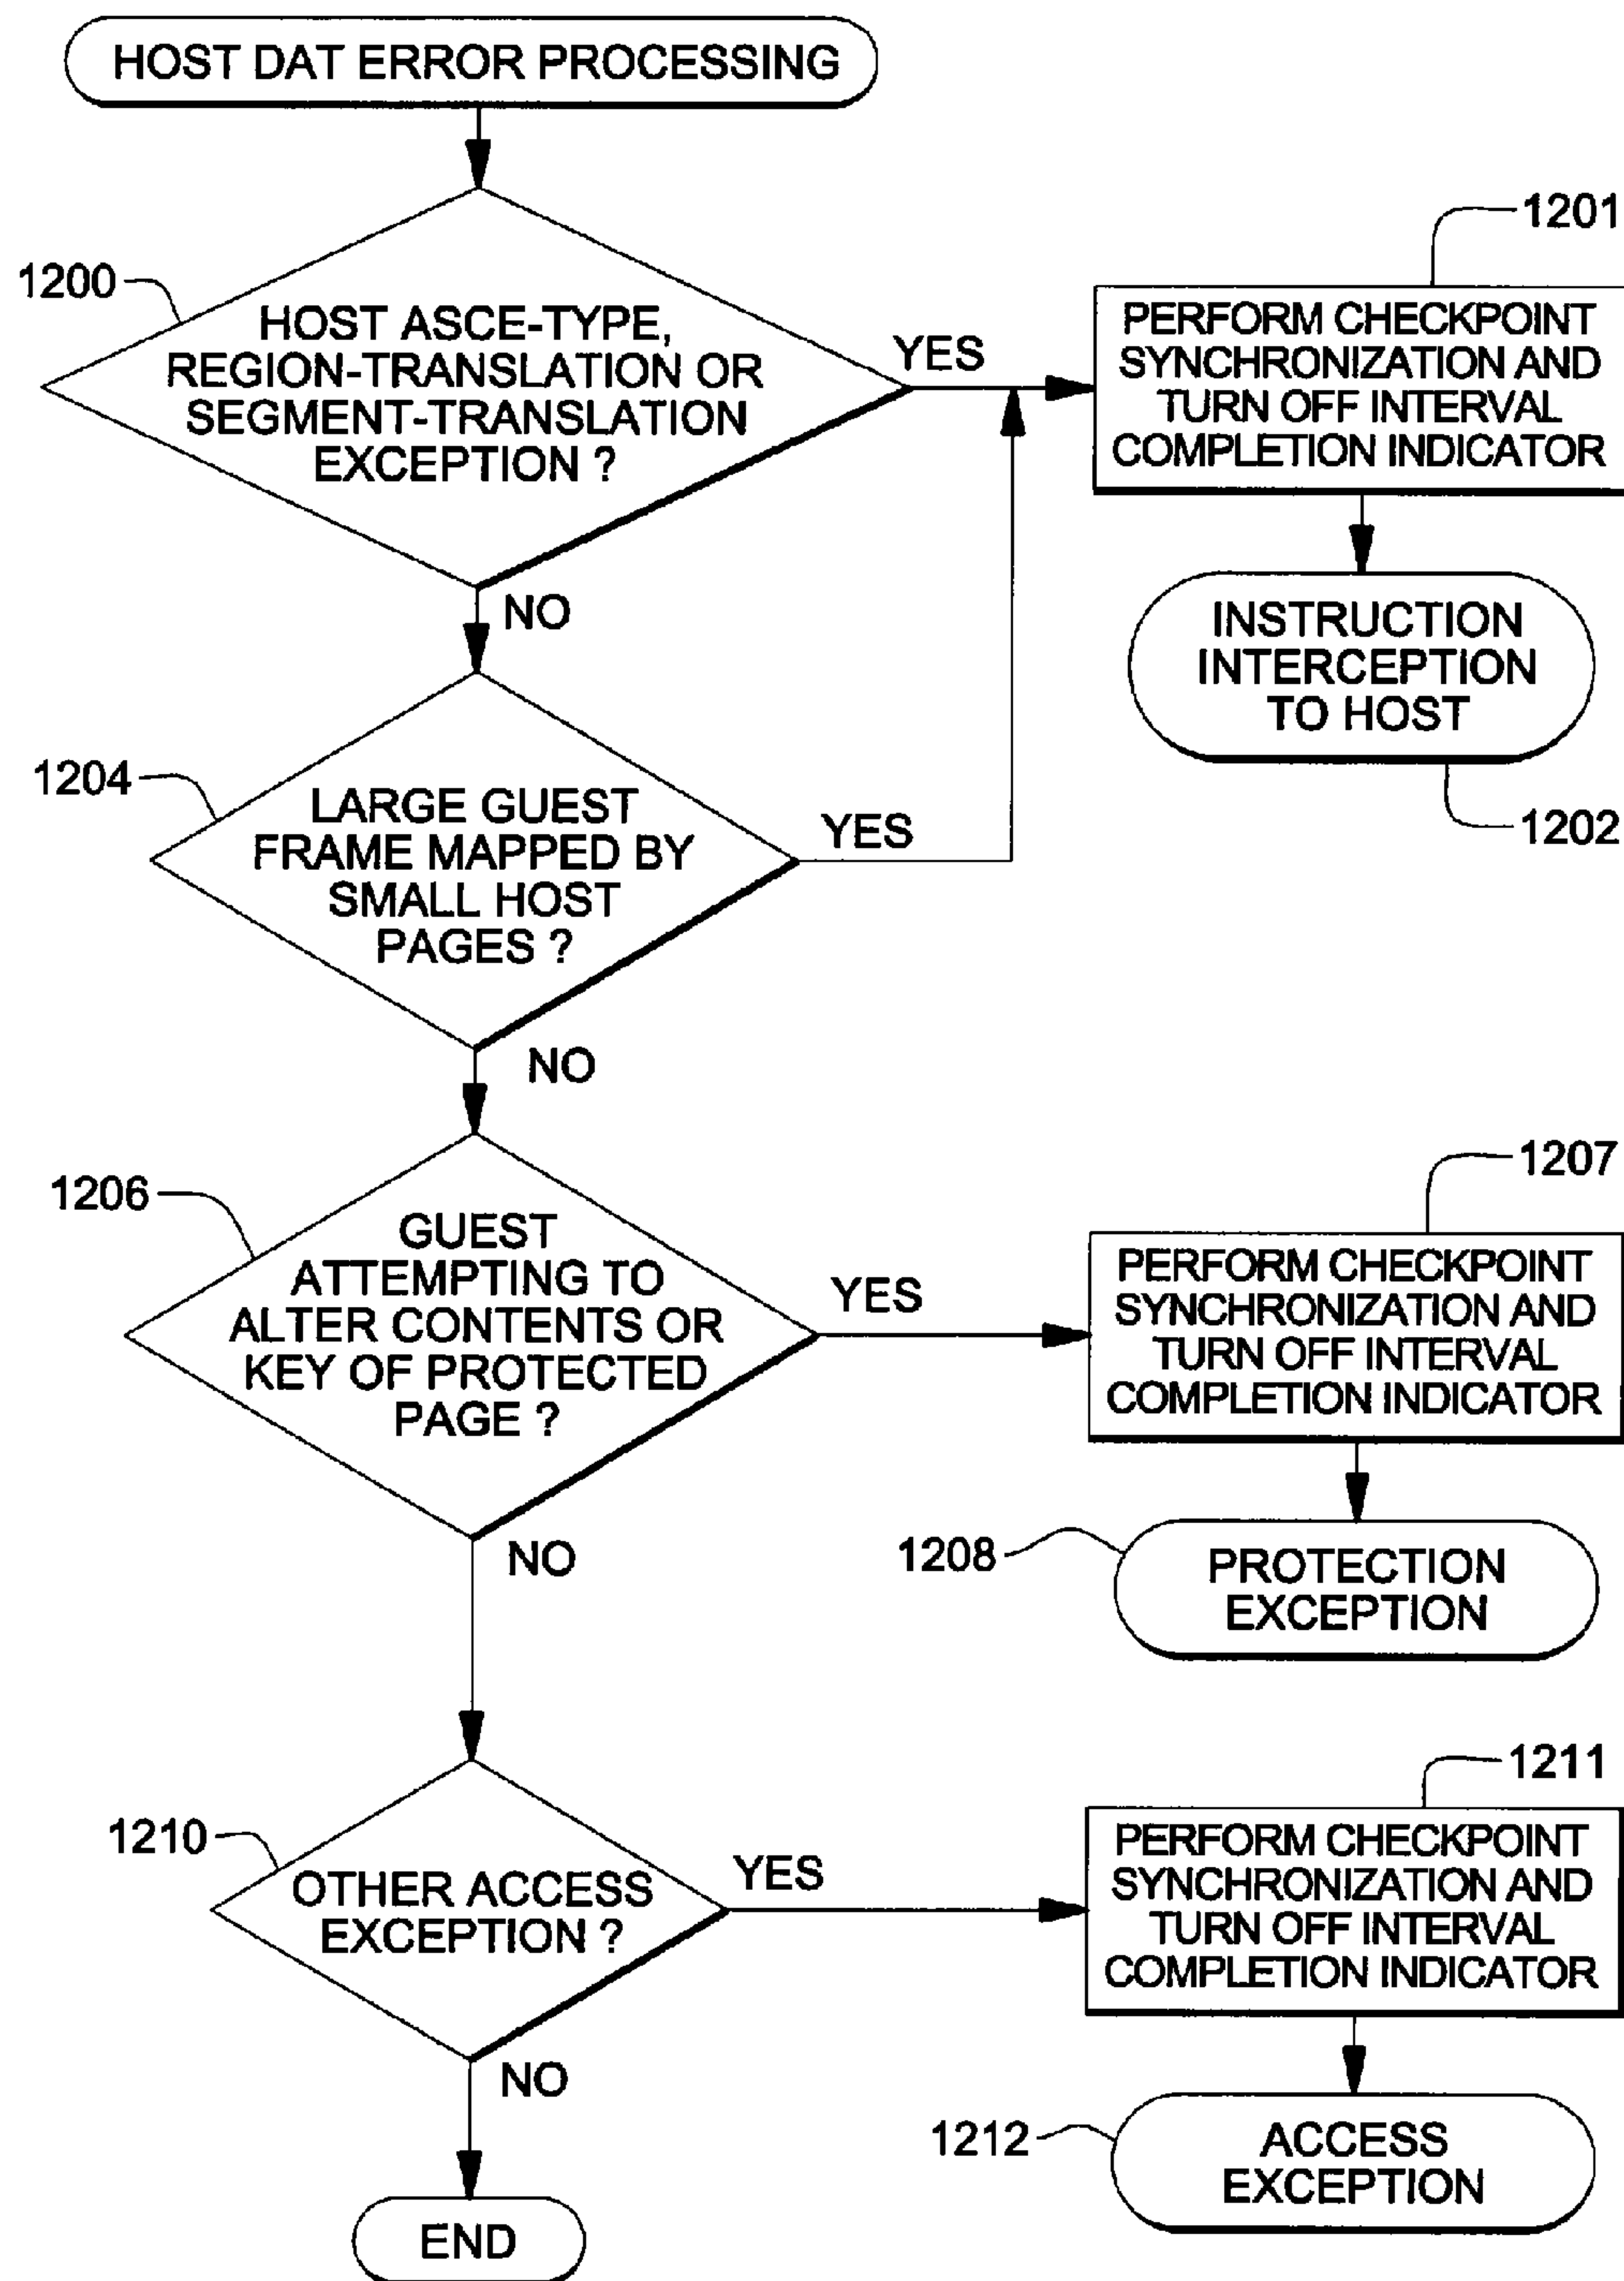 HOST DAT ERROR PROCESSING
1200
HOST ASCE-TYPE,
REGION-TRANSLATION OR
SEGMENT-TRANSLATION
EXCEPTION ?
YES
NO
1201
PERFORM CHECKPOINT
SYNCHRONIZATION AND
TURN OFF INTERVAL
COMPLETION INDICATOR
INSTRUCTION
INTERCEPTION
TO HOST
1202
1204
LARGE GUEST
FRAME MAPPED BY
SMALL HOST
PAGES ?
YES
NO
1206
GUEST
ATTEMPTING TO
ALTER CONTENTS OR
KEY OF PROTECTED
PAGE ?
YES
NO
1207
PERFORM CHECKPOINT
SYNCHRONIZATION AND
TURN OFF INTERVAL
COMPLETION INDICATOR
1208
PROTECTION
EXCEPTION
1210
OTHER ACCESS
EXCEPTION ?
YES
NO
1211
PERFORM CHECKPOINT
SYNCHRONIZATION AND
TURN OFF INTERVAL
COMPLETION INDICATOR
1212
ACCESS
EXCEPTION
END